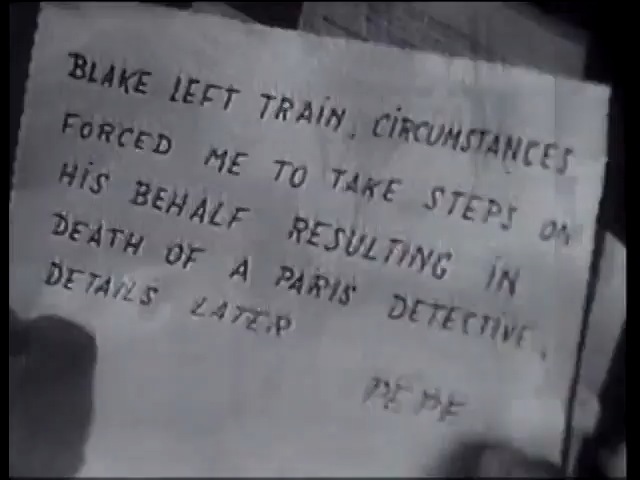 BLAKE LEFT TRAIN. CIRCUMSTANCES
FORCED ME TO TAKE STEPS ON
HIS BEHALF RESULTING IN
DEATH OF A PARIS DETECTIVE.
DETAILS LATER
PEPE